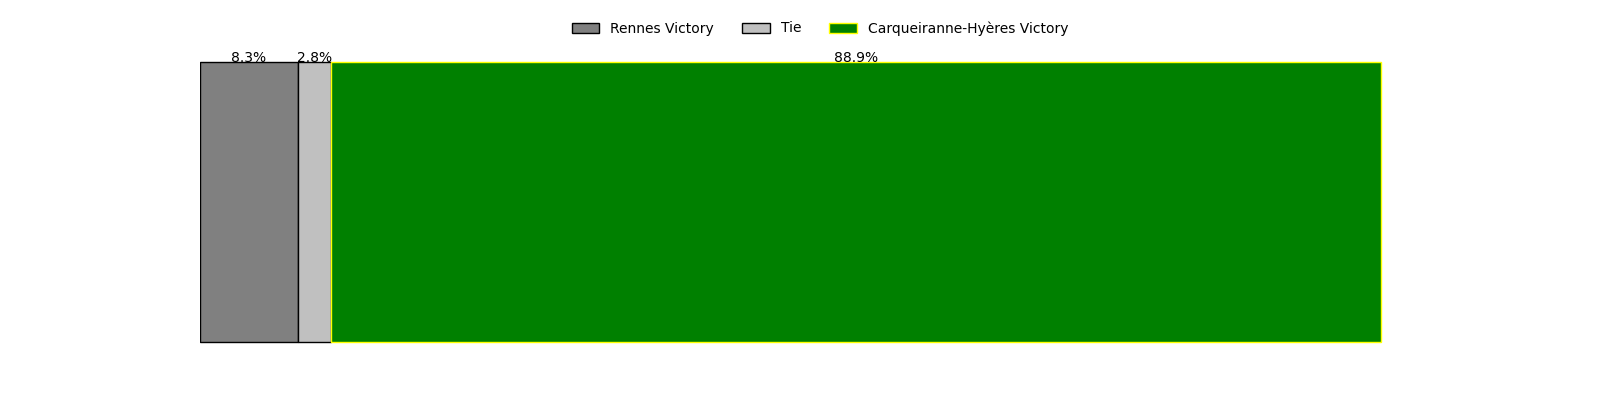 Rennes Victory Tie Carqueiranne-Hyères Victory
8.3% 2.8% 88.9%